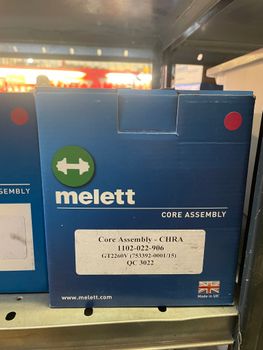 melett
CORE ASSEMBLY
SEMBLY
Core Assembly - CHRA
1102-022-906
GT2260V (753392-0001/15)
QC 3022
www.melett.com
Made in UK